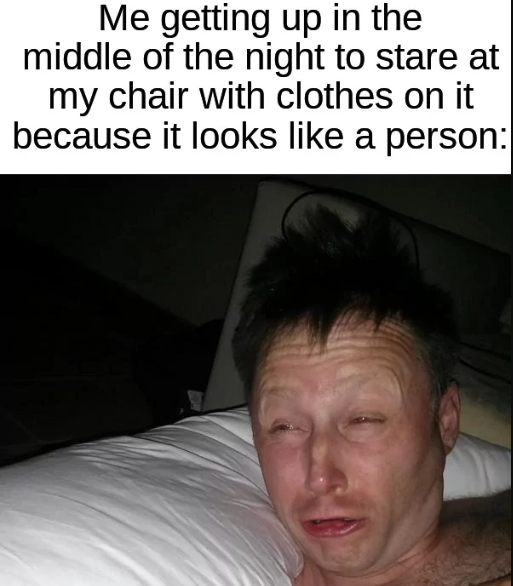 Me getting up in the
middle of the night to stare at
my chair with clothes on it
because it looks like a person: